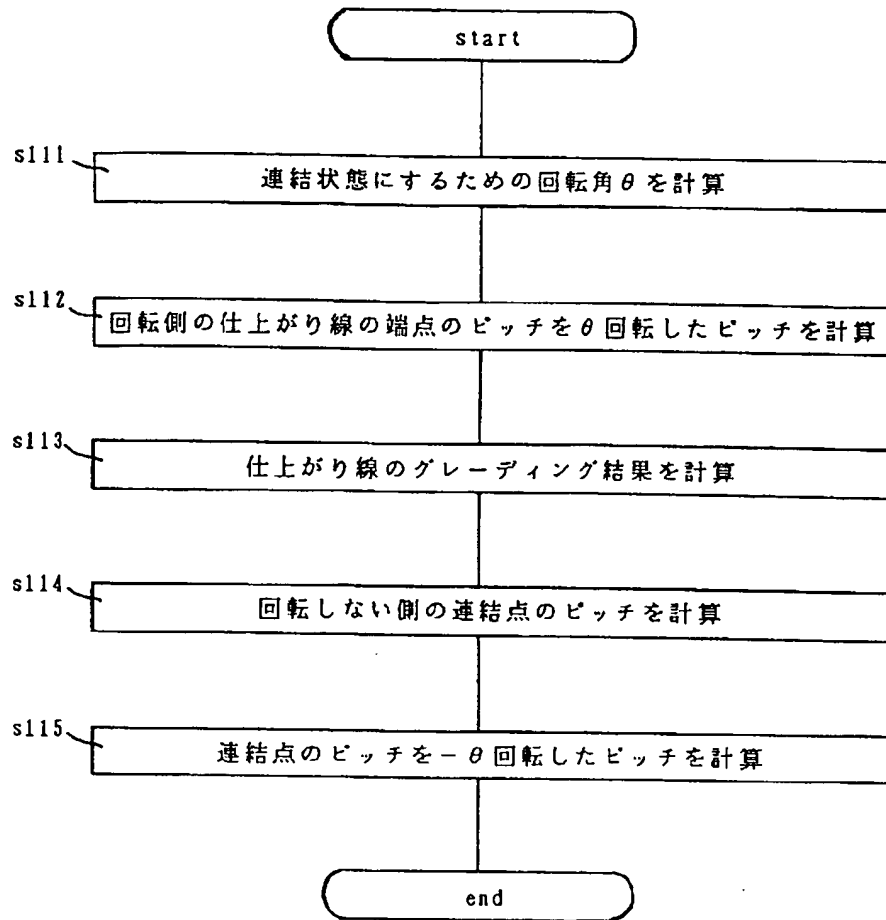 start
s111
連結状態にするための回転角θを計算
s112
回転側の仕上がり線の端点のピッチをθ回転したピッチを計算
s113
仕上がり線のグレーディング結果を計算
s114
回転しない側の連結点のピッチを計算
s115
連結点のピッチを-θ回転したピッチを計算
end